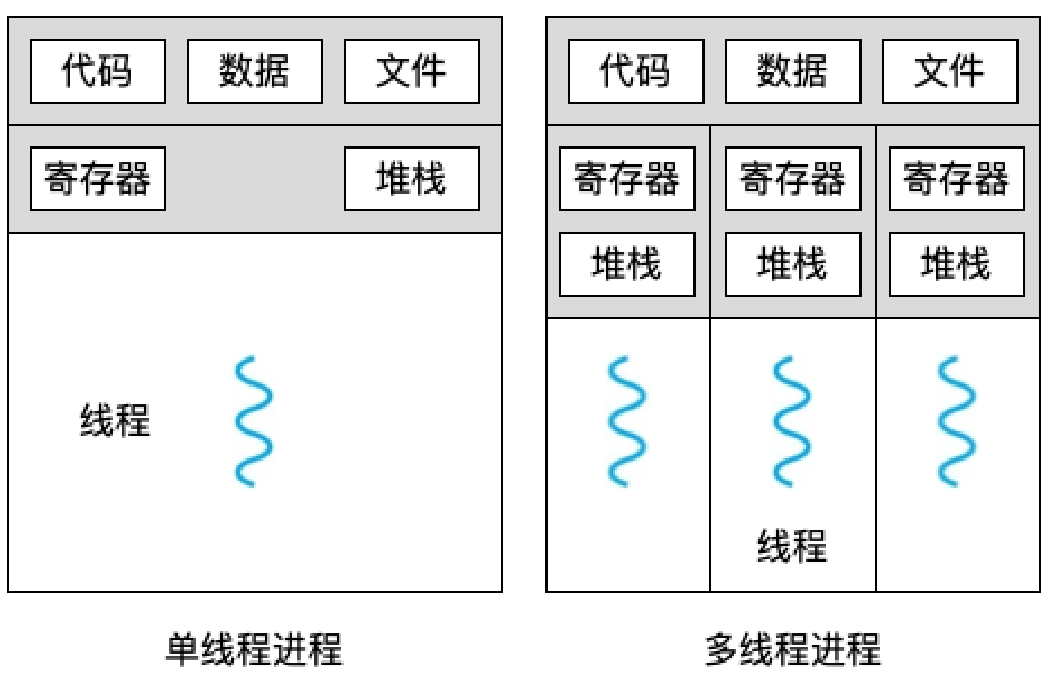 代码 数据 文件
寄存器 堆栈
线程
单线程进程
代码 数据 文件
寄存器 寄存器 寄存器
堆栈 堆栈 堆栈
线程
多线程进程